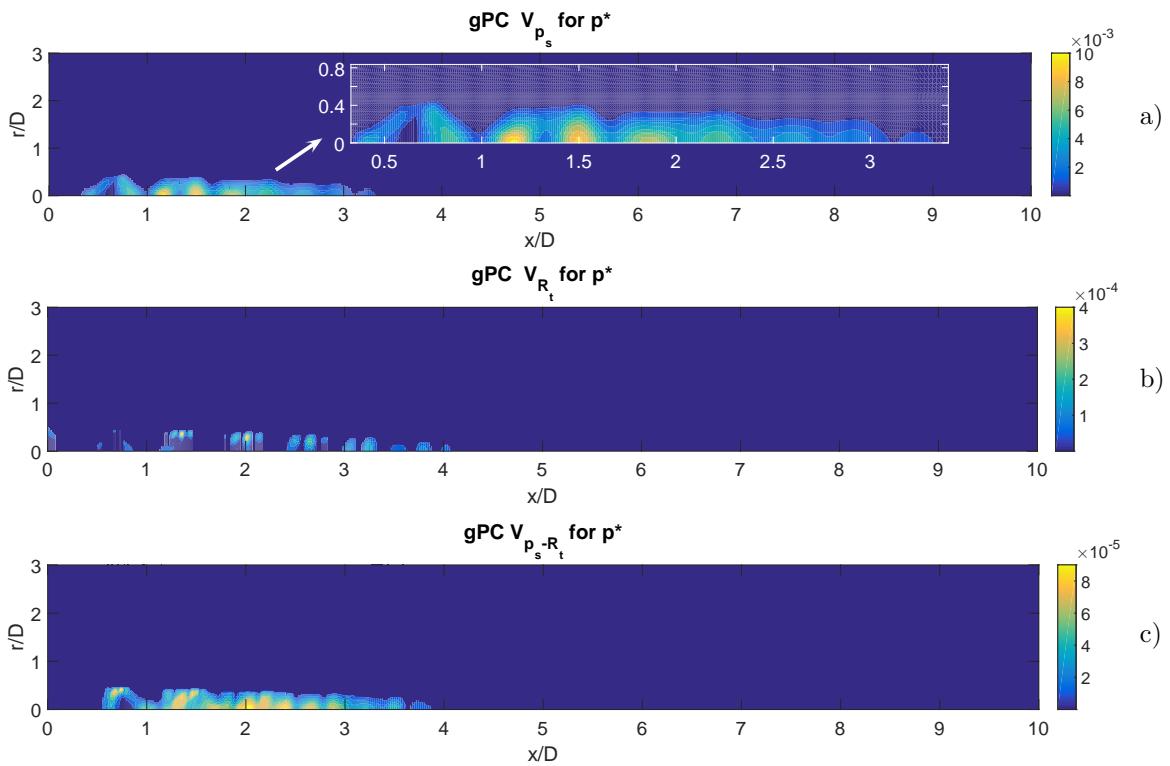 gPC V_{p_s} for p*
×10^{-3}
3
2
1
0
r/D
0.8
0.4
0
0.5 1 1.5 2 2.5 3
10
8
6
4
2
a)
0 1 2 3 4 5 6 7 8 9 10
x/D
gPC V_{R_t} for p*
×10^{-4}
3
2
1
0
r/D
4
3
2
1
b)
0 1 2 3 4 5 6 7 8 9 10
x/D
gPC V_{p_s-R_t} for p*
×10^{-5}
3
2
1
0
r/D
8
6
4
2
c)
0 1 2 3 4 5 6 7 8 9 10
x/D